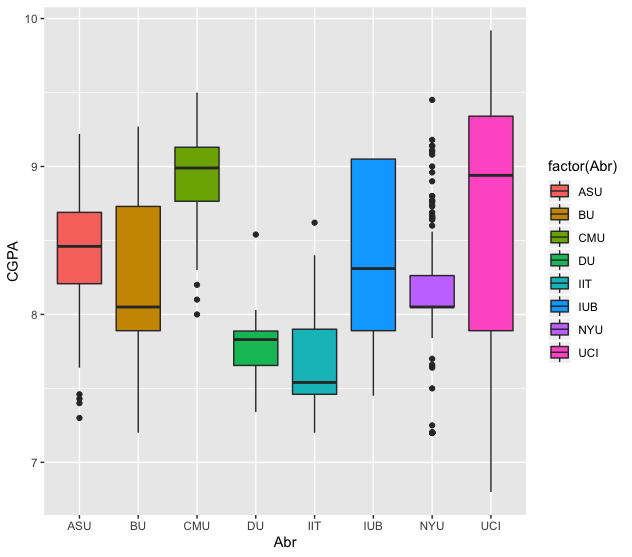 10
9
8
7
CGPA
ASU BU CMU DU IIT IUB NYU UCI
Abr
factor(Abr)
ASU
BU
CMU
DU
IIT
IUB
NYU
UCI